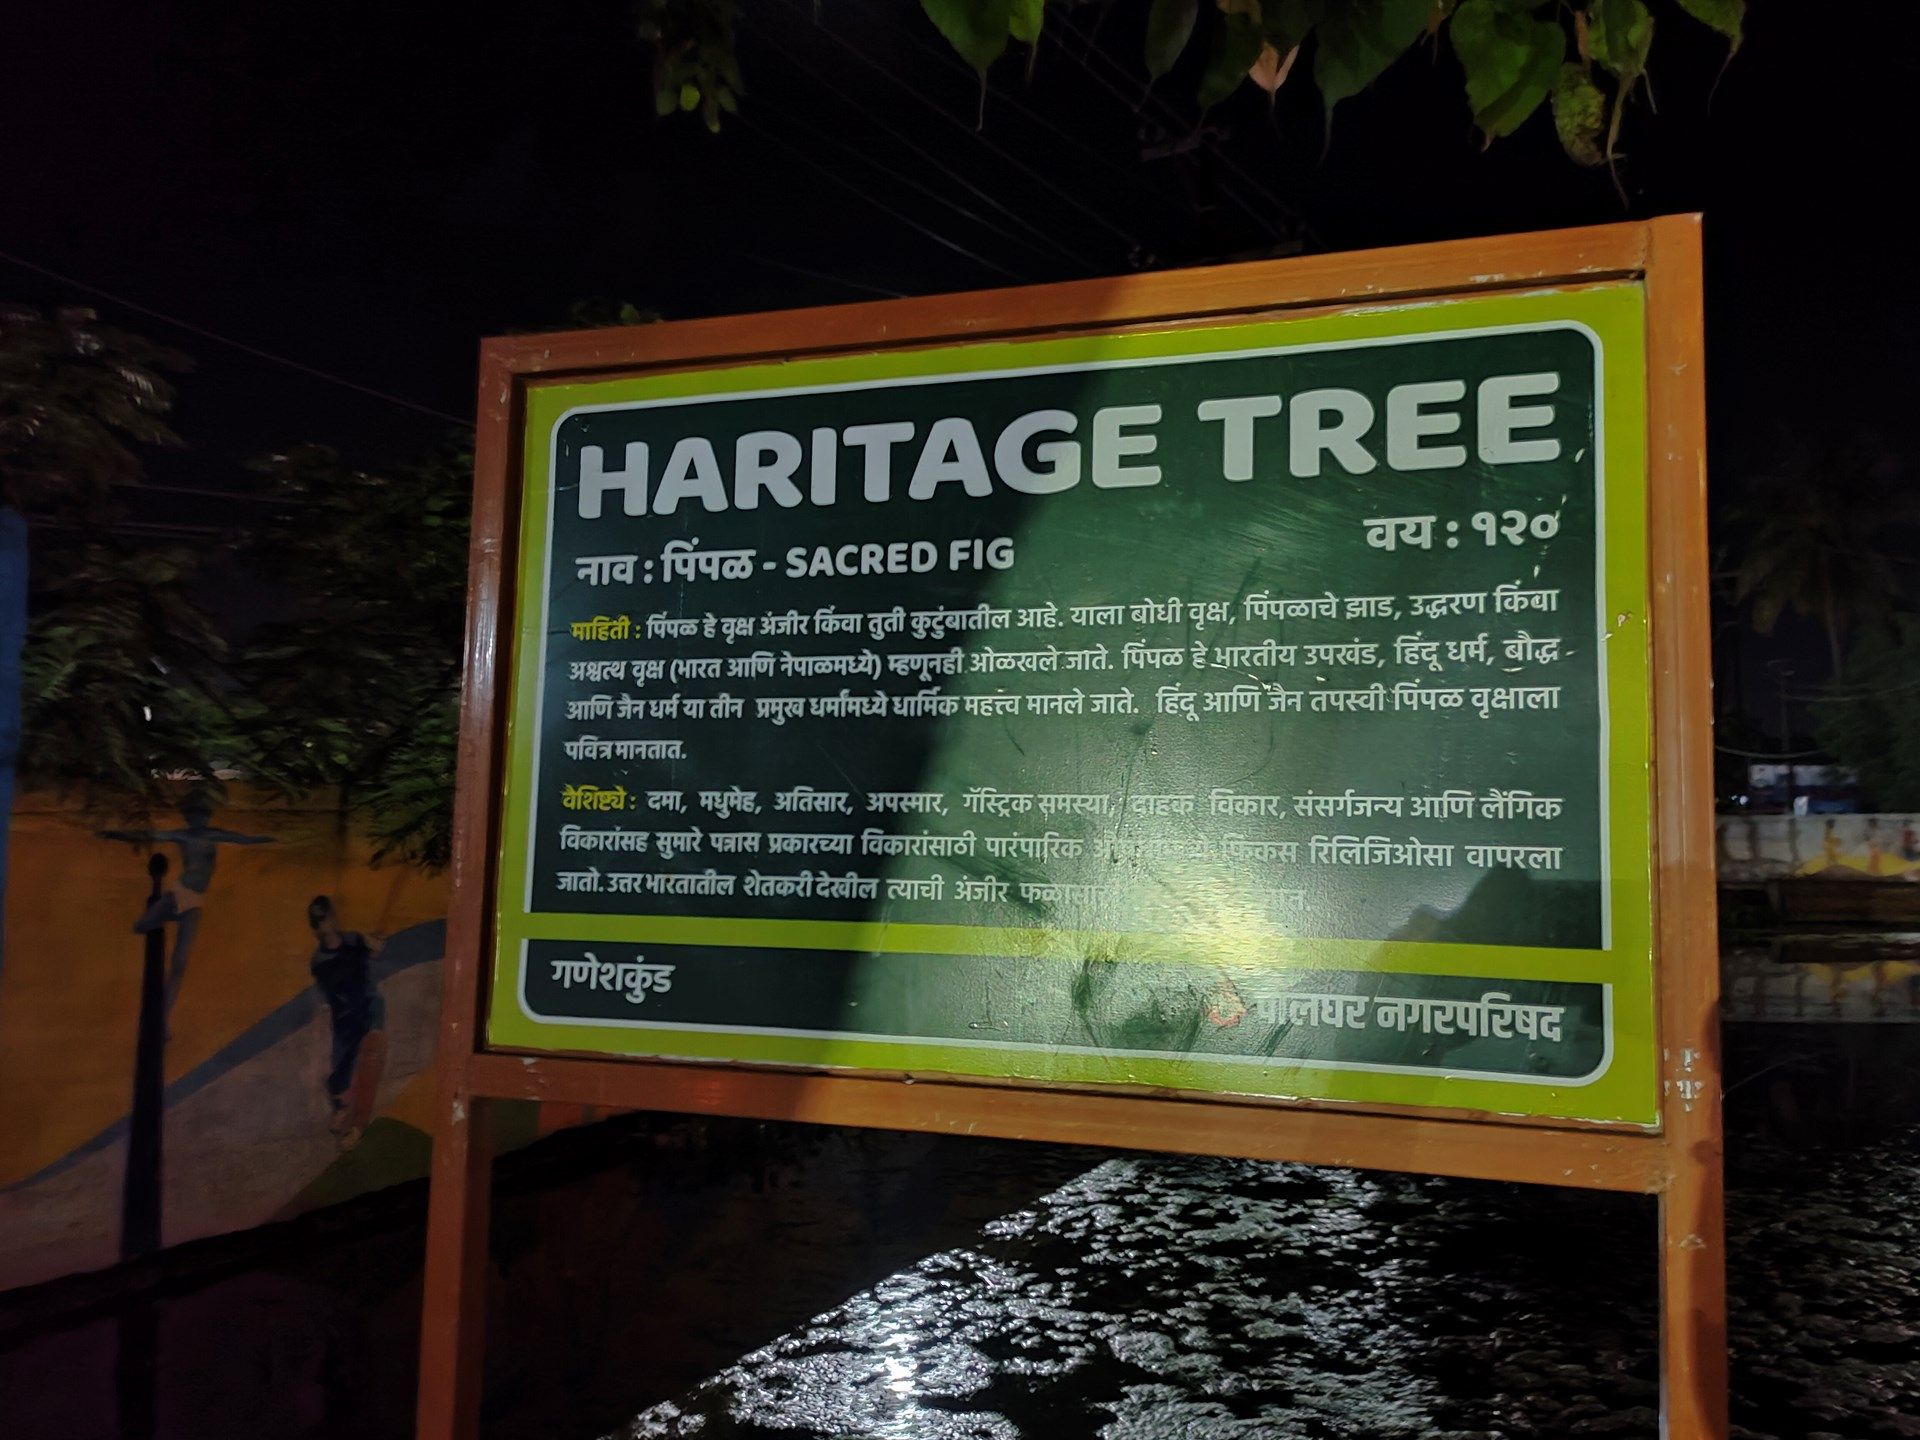 HARITAGE TREE
वय : १२०
नाव : पिंपळ - SACRED FIG
माहिती : पिंपळ हे वृक्ष अंजीर किंवा तुती कुटुंबातील आहे. याला बोधी वृक्ष, पिंपळाचे झाड, उद्धरण किंवा
अश्वत्थ वृक्ष (भारत आणि नेपाळमध्ये) म्हणूनही ओळखले जाते. पिंपळ हे भारतीय उपखंड, हिंदू धर्म, बौद्ध
आणि जैन धर्म या तीन प्रमुख धर्मांमध्ये धार्मिक महत्त्व मानले जाते. हिंदू आणि जैन तपस्वी पिंपळ वृक्षाला
पवित्र मानतात.
वैशिष्ट्ये : दमा, मधुमेह, अतिसार, अपस्मार, गॅस्ट्रिक समस्या, दाहक विकार, संसर्गजन्य आणि लैंगिक
विकारांसह सुमारे पन्नास प्रकारच्या विकारांसाठी पारंपारिक फिकस रिलिजिओसा वापरला
जातो. उत्तर भारतातील शेतकरी देखील त्याची अंजीर
गणेशकुंड
पालघर नगरपरिषद